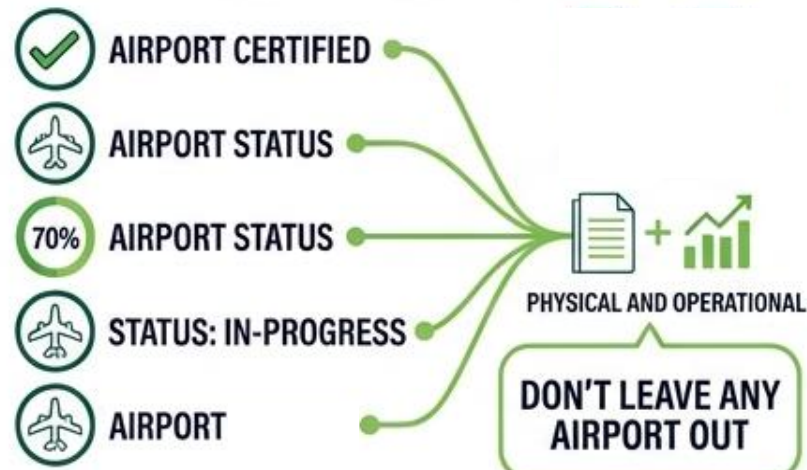 AIRPORT CERTIFIED
AIRPORT STATUS
70%
AIRPORT STATUS
STATUS: IN-PROGRESS
AIRPORT
PHYSICAL AND OPERATIONAL
DON'T LEAVE ANY
AIRPORT OUT